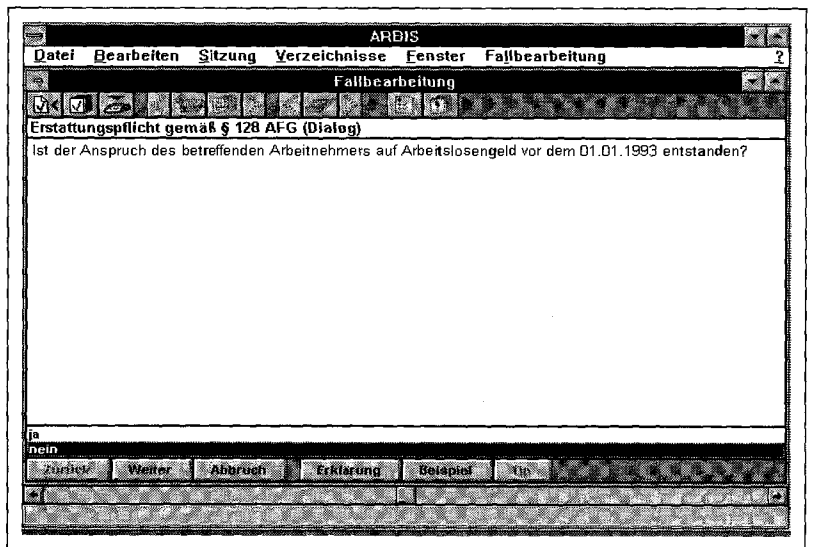 ARBIS
Datei Bearbeiten Sitzung Verzeichnisse Fenster Fallbearbeitung ?
Fallbearbeitung
Erstattungspflicht gemäß § 128 AFG (Dialog)
Ist der Anspruch des betreffenden Arbeitnehmers auf Arbeitslosengeld vor dem 01.01.1993 entstanden?
ja
nein
Zurück Weiter Abbruch Erklärung Beispiel Tip